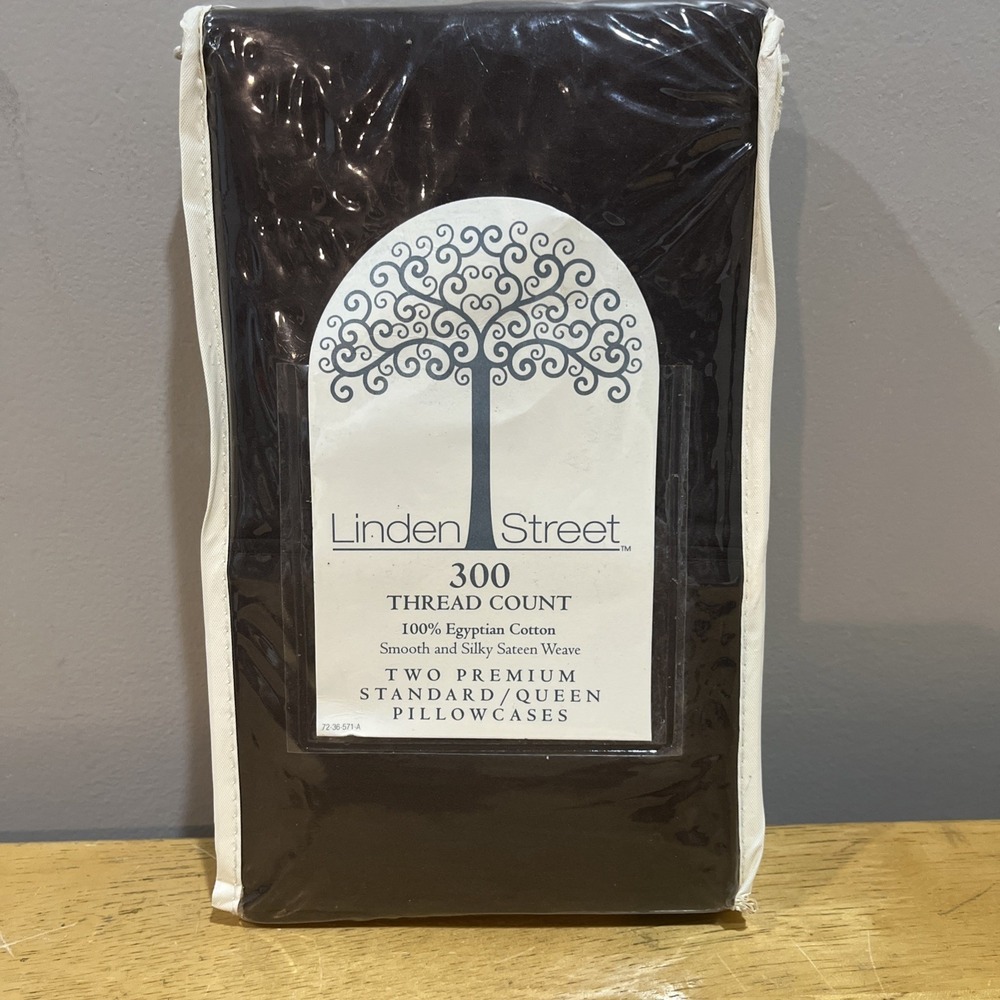 Linden Street™
300
THREAD COUNT
100% Egyptian Cotton
Smooth and Silky Sateen Weave
TWO PREMIUM
STANDARD/QUEEN
PILLOWCASES
72-36-571-A